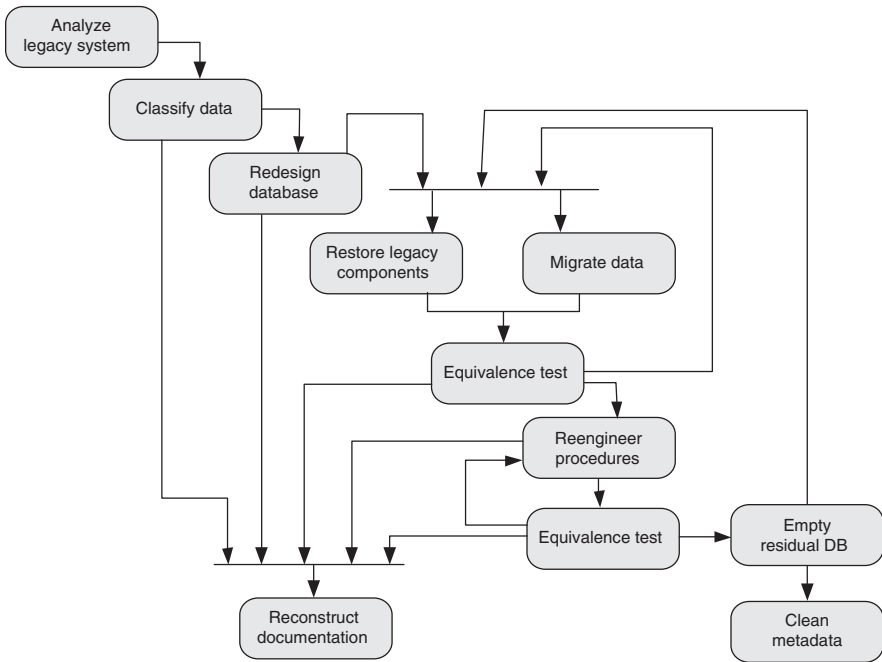 Analyze
legacy system
Classify data
Redesign
database
Restore legacy
components
Migrate data
Equivalence test
Reengineer
procedures
Equivalence test
Empty
residual DB
Reconstruct
documentation
Clean
metadata